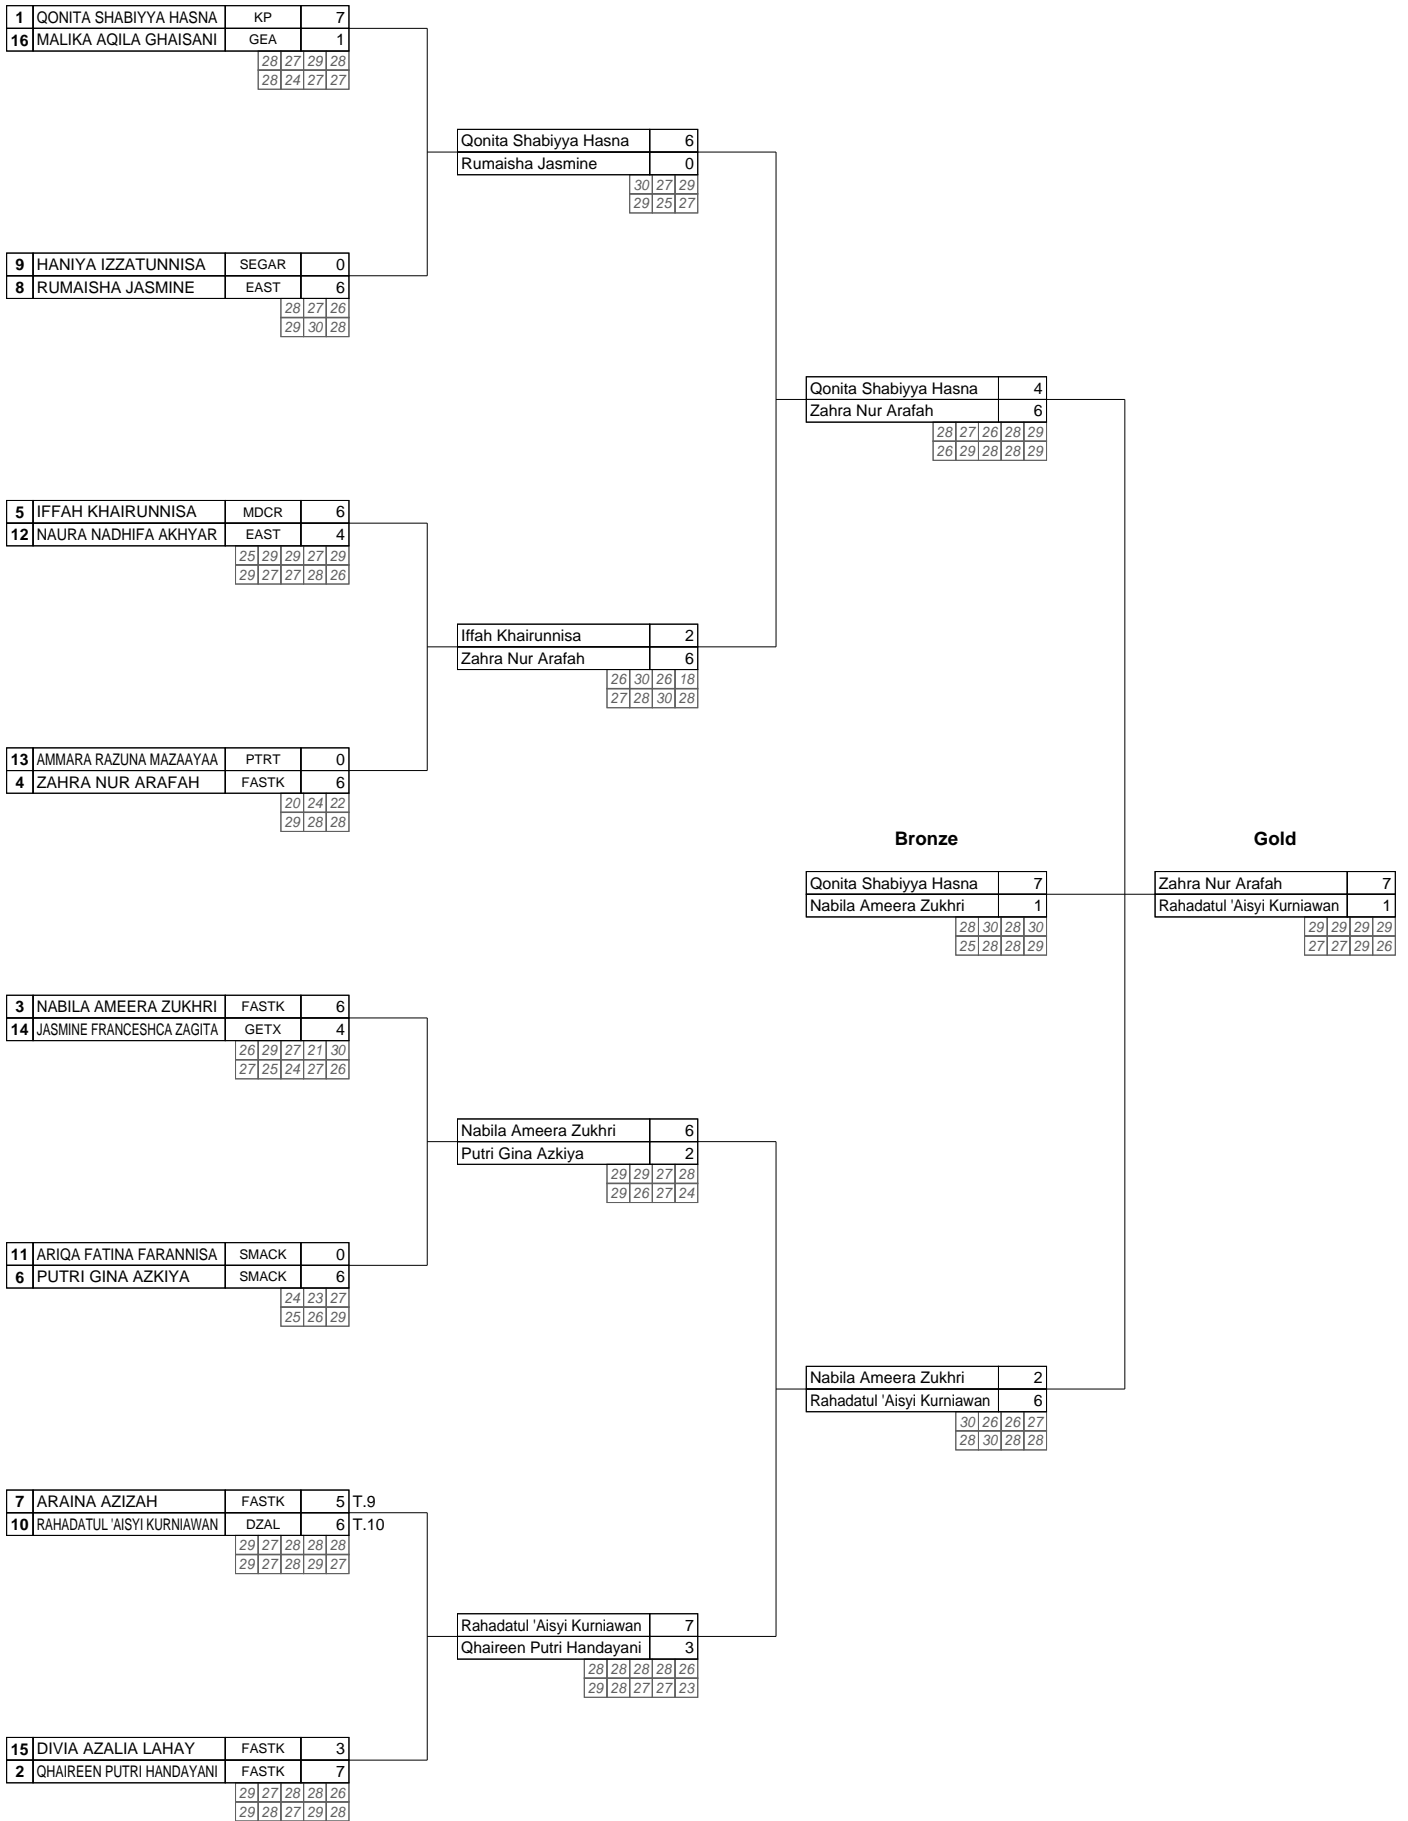 1 QONITA SHABIYYA HASNA KP 7
16 MALIKA AQILA GHAISANI GEA 1
28 27 29 28
28 24 27 27
Qonita Shabiyya Hasna 6
Rumaisha Jasmine 0
30 27 29
29 25 27
9 HANIYA IZZATUNNISA SEGAR 0
8 RUMAISHA JASMINE EAST 6
28 27 26
29 30 28
Qonita Shabiyya Hasna 4
Zahra Nur Arafah 6
28 27 26 28 29
26 29 28 28 29
5 IFFAH KHAIRUNNISA MDCR 6
12 NAURA NADHIFA AKHYAR EAST 4
25 29 29 27 29
29 27 27 28 26
Iffah Khairunnisa 2
Zahra Nur Arafah 6
26 30 26 18
27 28 30 28
13 AMMARA RAZUNA MAZAAYAA PTRT 0
4 ZAHRA NUR ARAFAH FASTK 6
20 24 22
29 28 28
Bronze
Qonita Shabiyya Hasna 7
Nabila Ameera Zukhri 1
28 30 28 30
25 28 28 29
Gold
Zahra Nur Arafah 7
Rahadatul 'Aisyi Kurniawan 1
29 29 29 29
27 27 29 26
3 NABILA AMEERA ZUKHRI FASTK 6
14 JASMINE FRANCESHCA ZAGITA GETX 4
26 29 27 21 30
27 25 24 27 26
Nabila Ameera Zukhri 6
Putri Gina Azkiya 2
29 29 27 28
29 26 27 24
11 ARIQA FATINA FARANNISA SMACK 0
6 PUTRI GINA AZKIYA SMACK 6
24 23 27
25 26 29
Nabila Ameera Zukhri 2
Rahadatul 'Aisyi Kurniawan 6
30 26 26 27
28 30 28 28
7 ARAINA AZIZAH FASTK 5 T.9
10 RAHADATUL 'AISYI KURNIAWAN DZAL 6 T.10
29 27 28 28 28
29 27 28 29 27
Rahadatul 'Aisyi Kurniawan 7
Qhaireen Putri Handayani 3
28 28 28 28 26
29 28 27 27 23
15 DIVIA AZALIA LAHAY FASTK 3
2 QHAIREEN PUTRI HANDAYANI FASTK 7
29 27 28 28 26
29 28 27 29 28